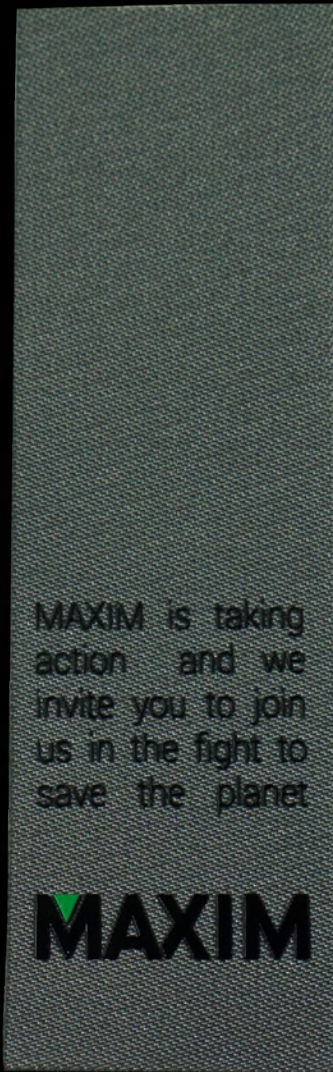 MAXIM is taking
action and we
invite you to join
us in the fight to
save the planet
MAXIM